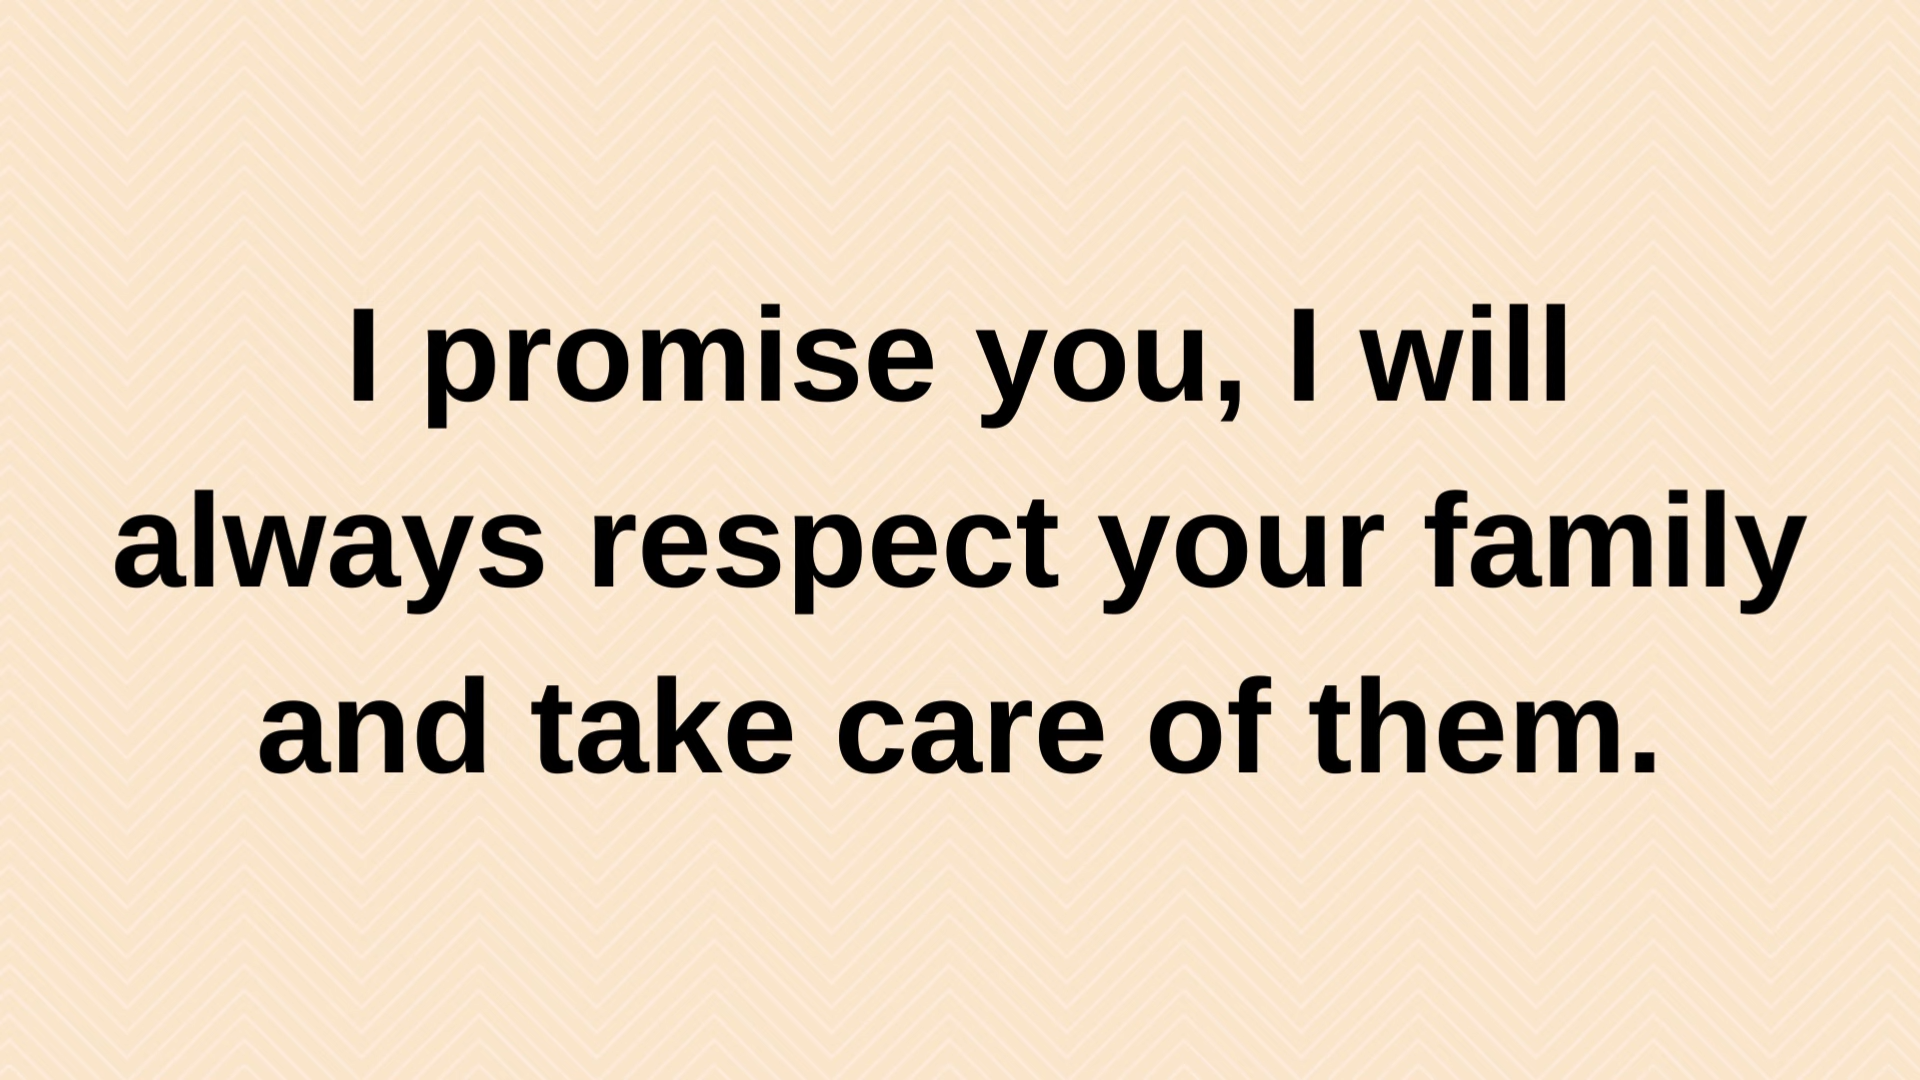 I promise you, I will
always respect your family
and take care of them.